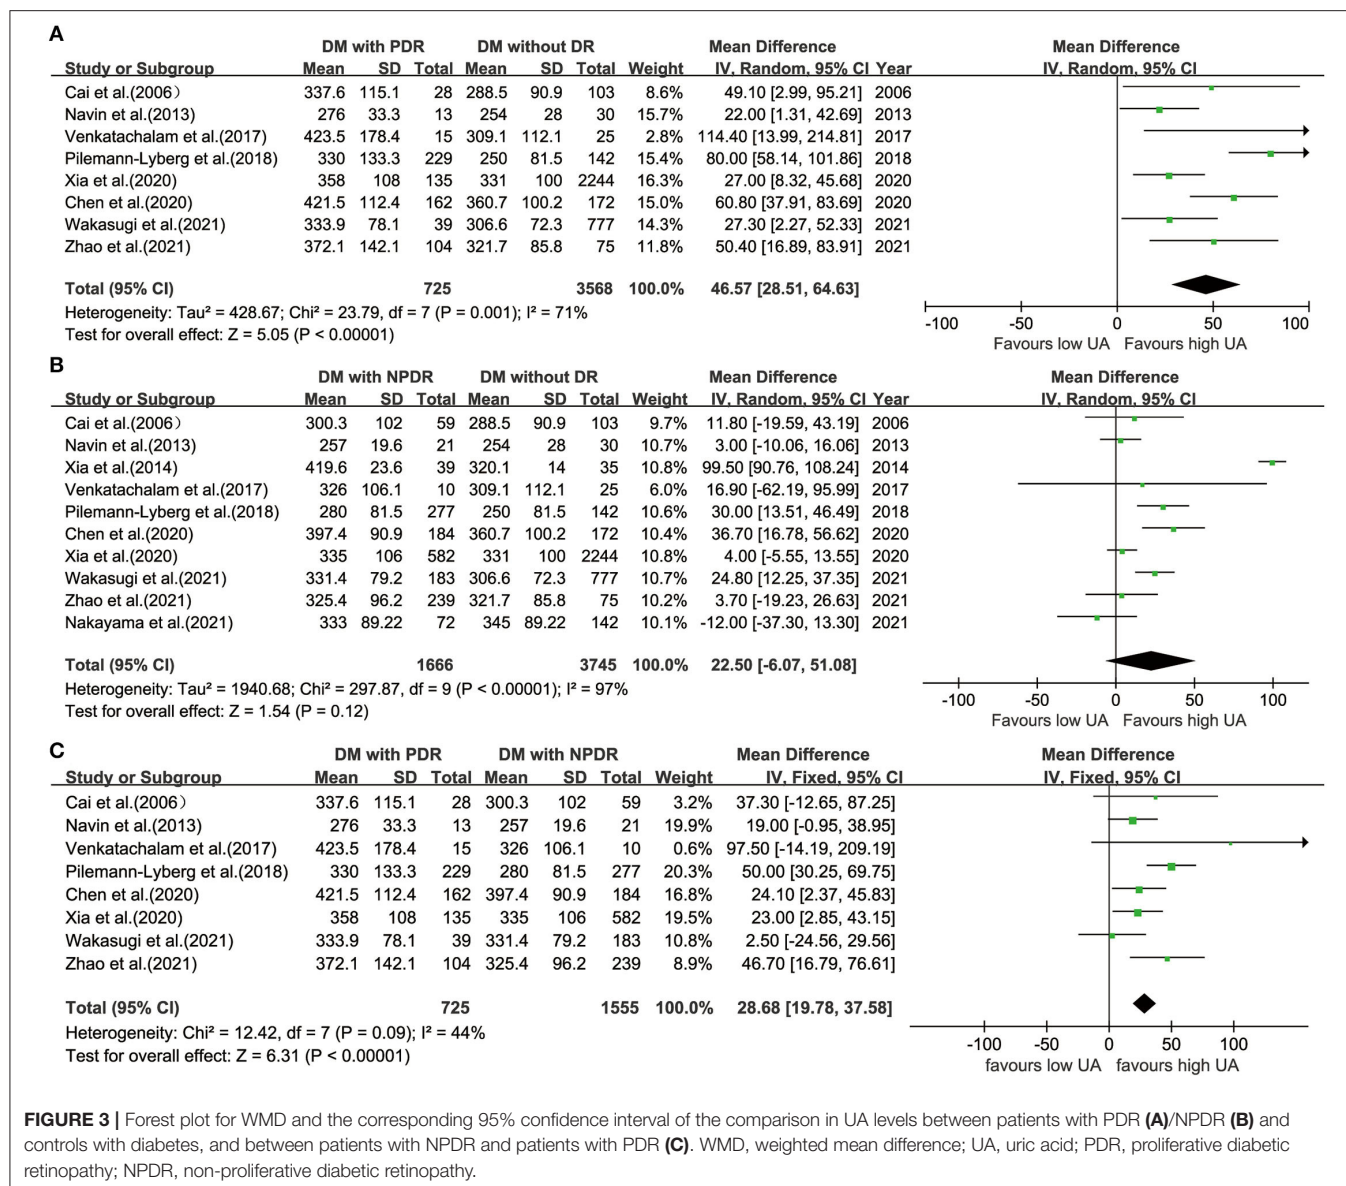 A
DM with PDR DM without DR Mean Difference Mean Difference
Study or Subgroup Mean SD Total Mean SD Total Weight IV, Random, 95% CI Year IV, Random, 95% CI
Cai et al.(2006） 337.6 115.1 28 288.5 90.9 103 8.6% 49.10 [2.99, 95.21] 2006
Navin et al.(2013) 276 33.3 13 254 28 30 15.7% 22.00 [1.31, 42.69] 2013
Venkatachalam et al.(2017) 423.5 178.4 15 309.1 112.1 25 2.8% 114.40 [13.99, 214.81] 2017
Pilemann-Lyberg et al.(2018) 330 133.3 229 250 81.5 142 15.4% 80.00 [58.14, 101.86] 2018
Xia et al.(2020) 358 108 135 331 100 2244 16.3% 27.00 [8.32, 45.68] 2020
Chen et al.(2020) 421.5 112.4 162 360.7 100.2 172 15.0% 60.80 [37.91, 83.69] 2020
Wakasugi et al.(2021) 333.9 78.1 39 306.6 72.3 777 14.3% 27.30 [2.27, 52.33] 2021
Zhao et al.(2021) 372.1 142.1 104 321.7 85.8 75 11.8% 50.40 [16.89, 83.91] 2021
Total (95% CI) 725 3568 100.0% 46.57 [28.51, 64.63]
Heterogeneity: Tau² = 428.67; Chi² = 23.79, df = 7 (P = 0.001); I² = 71%
Test for overall effect: Z = 5.05 (P < 0.00001)
-100 -50 0 50 100
Favours low UA Favours high UA
B
DM with NPDR DM without DR Mean Difference Mean Difference
Study or Subgroup Mean SD Total Mean SD Total Weight IV, Random, 95% CI Year IV, Random, 95% CI
Cai et al.(2006） 300.3 102 59 288.5 90.9 103 9.7% 11.80 [-19.59, 43.19] 2006
Navin et al.(2013) 257 19.6 21 254 28 30 10.7% 3.00 [-10.06, 16.06] 2013
Xia et al.(2014) 419.6 23.6 39 320.1 14 35 10.8% 99.50 [90.76, 108.24] 2014
Venkatachalam et al.(2017) 326 106.1 10 309.1 112.1 25 6.0% 16.90 [-62.19, 95.99] 2017
Pilemann-Lyberg et al.(2018) 280 81.5 277 250 81.5 142 10.6% 30.00 [13.51, 46.49] 2018
Chen et al.(2020) 397.4 90.9 184 360.7 100.2 172 10.4% 36.70 [16.78, 56.62] 2020
Xia et al.(2020) 335 106 582 331 100 2244 10.8% 4.00 [-5.55, 13.55] 2020
Wakasugi et al.(2021) 331.4 79.2 183 306.6 72.3 777 10.7% 24.80 [12.25, 37.35] 2021
Zhao et al.(2021) 325.4 96.2 239 321.7 85.8 75 10.2% 3.70 [-19.23, 26.63] 2021
Nakayama et al.(2021) 333 89.22 72 345 89.22 142 10.1% -12.00 [-37.30, 13.30] 2021
Total (95% CI) 1666 3745 100.0% 22.50 [-6.07, 51.08]
Heterogeneity: Tau² = 1940.68; Chi² = 297.87, df = 9 (P < 0.00001); I² = 97%
Test for overall effect: Z = 1.54 (P = 0.12)
-100 -50 0 50 100
Favours low UA Favours high UA
C
DM with PDR DM with NPDR Mean Difference Mean Difference
Study or Subgroup Mean SD Total Mean SD Total Weight IV, Fixed, 95% CI IV, Fixed, 95% CI
Cai et al.(2006） 337.6 115.1 28 300.3 102 59 3.2% 37.30 [-12.65, 87.25]
Navin et al.(2013) 276 33.3 13 257 19.6 21 19.9% 19.00 [-0.95, 38.95]
Venkatachalam et al.(2017) 423.5 178.4 15 326 106.1 10 0.6% 97.50 [-14.19, 209.19]
Pilemann-Lyberg et al.(2018) 330 133.3 229 280 81.5 277 20.3% 50.00 [30.25, 69.75]
Chen et al.(2020) 421.5 112.4 162 397.4 90.9 184 16.8% 24.10 [2.37, 45.83]
Xia et al.(2020) 358 108 135 335 106 582 19.5% 23.00 [2.85, 43.15]
Wakasugi et al.(2021) 333.9 78.1 39 331.4 79.2 183 10.8% 2.50 [-24.56, 29.56]
Zhao et al.(2021) 372.1 142.1 104 325.4 96.2 239 8.9% 46.70 [16.79, 76.61]
Total (95% CI) 725 1555 100.0% 28.68 [19.78, 37.58]
Heterogeneity: Chi² = 12.42, df = 7 (P = 0.09); I² = 44%
Test for overall effect: Z = 6.31 (P < 0.00001)
-100 -50 0 50 100
favours low UA favours high UA
FIGURE 3 | Forest plot for WMD and the corresponding 95% confidence interval of the comparison in UA levels between patients with PDR (A)/NPDR (B) and
controls with diabetes, and between patients with NPDR and patients with PDR (C). WMD, weighted mean difference; UA, uric acid; PDR, proliferative diabetic
retinopathy; NPDR, non-proliferative diabetic retinopathy.